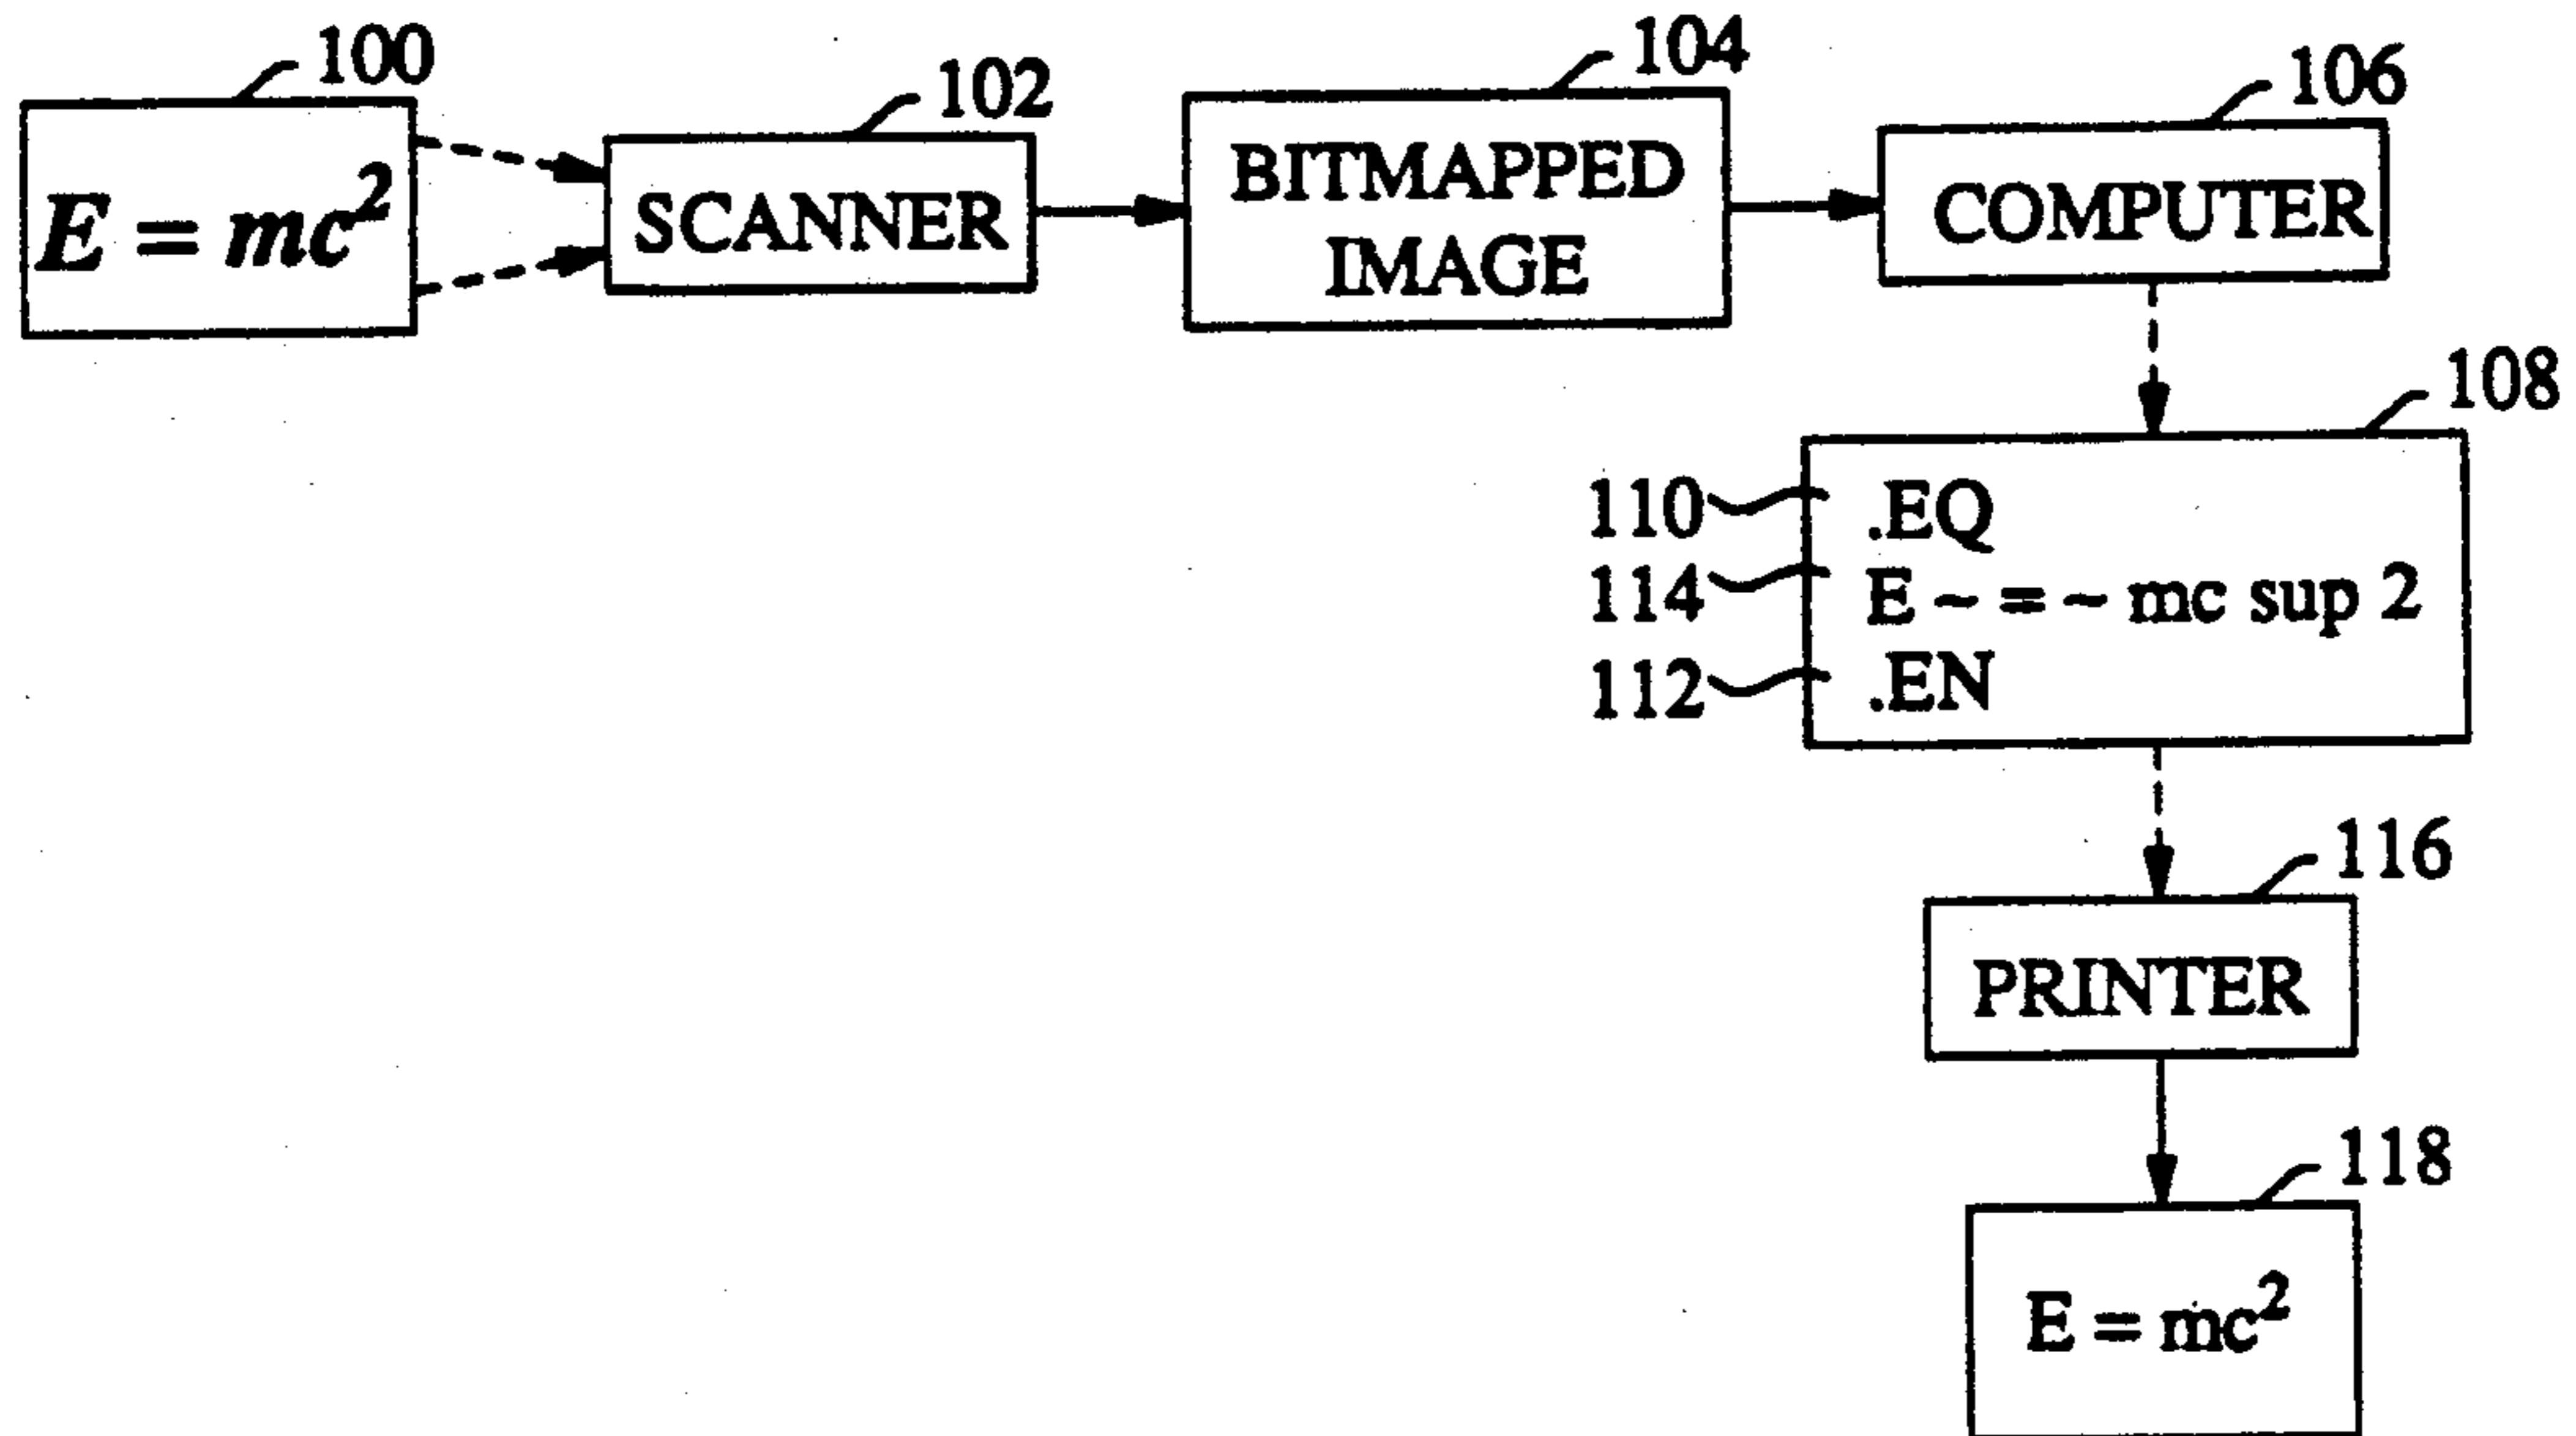 100
E = mc²
102
SCANNER
104
BITMAPPED
IMAGE
106
COMPUTER
108
110 .EQ
114 E ~ = ~ mc sup 2
112 .EN
116
PRINTER
118
E = mc²